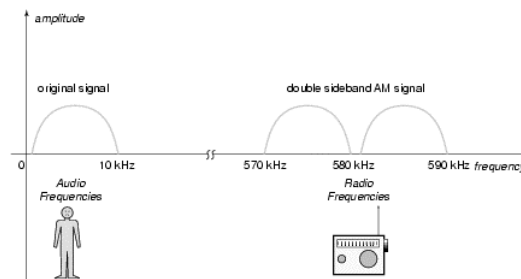 amplitude
original signal
double sideband AM signal
0
10 kHz
570 kHz
580 kHz
590 kHz
frequency
Audio
Frequencies
Radio
Frequencies